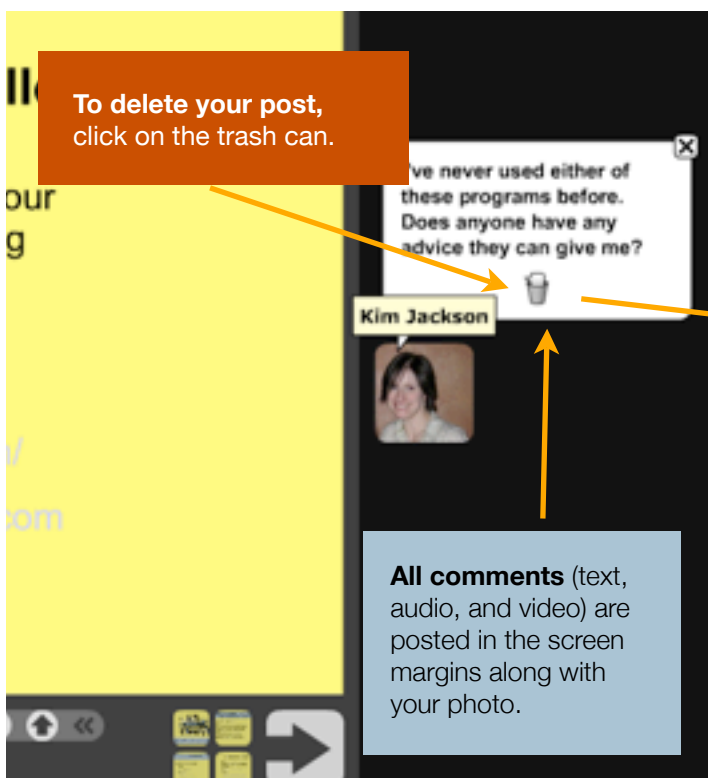 To delete your post,
click on the trash can.
our
g
've never used either of
these programs before.
Does anyone have any
advice they can give me?
Kim Jackson
/
.com
All comments (text,
audio, and video) are
posted in the screen
margins along with
your photo.